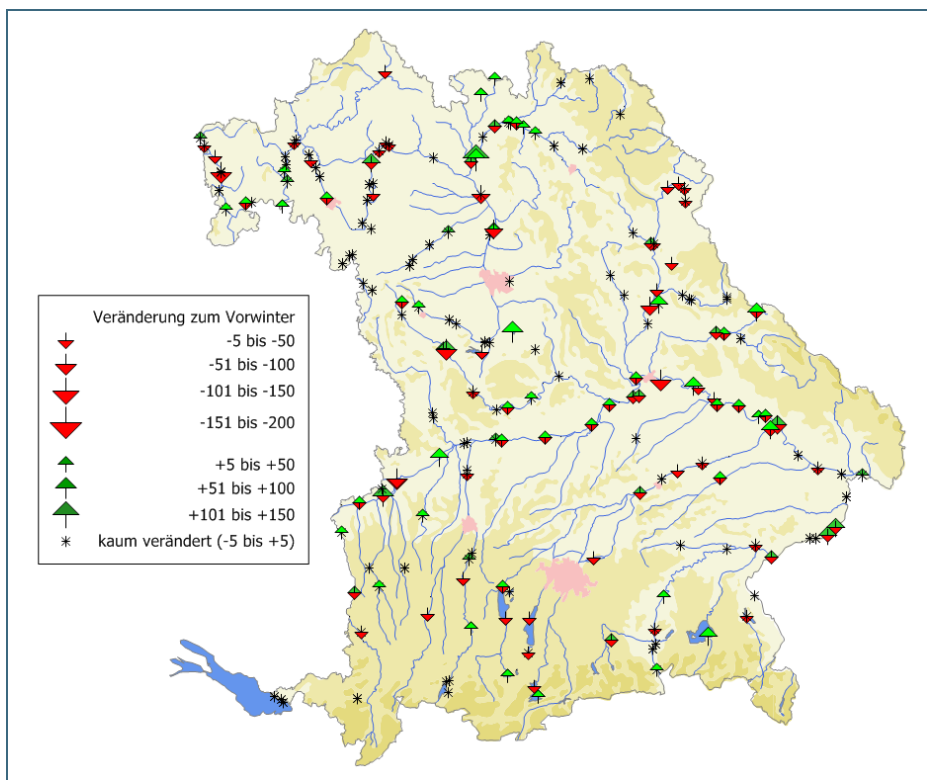 Veränderung zum Vorwinter
-5 bis -50
-51 bis -100
-101 bis -150
-151 bis -200
+5 bis +50
+51 bis +100
+101 bis +150
kaum verändert (-5 bis +5)